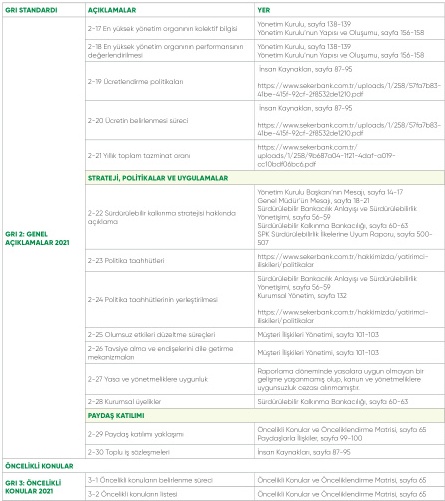 GRI STANDARDI AÇIKLAMALAR YER
2-17 En yüksek yönetim organının kolektif bilgisi
Yönetim Kurulu, sayfa 138-139
Yönetim Kurulu'nun Yapısı ve Oluşumu, sayfa 156-158
2-18 En yüksek yönetim organının performansının
değerlendirilmesi
Yönetim Kurulu, sayfa 138-139
Yönetim Kurulu'nun Yapısı ve Oluşumu, sayfa 156-158
2-19 Ücretlendirme politikaları
İnsan Kaynakları, sayfa 87-95
https://www.sekerbank.com.tr/uploads/1/258/57fa7b83-
41be-415f-92cf-2f8532de1210.pdf
2-20 Ücretin belirlenmesi süreci
İnsan Kaynakları, sayfa 87-95
https://www.sekerbank.com.tr/uploads/1/258/57fa7b83-
41be-415f-92cf-2f8532de1210.pdf
2-21 Yıllık toplam tazminat oranı
https://www.sekerbank.com.tr/
uploads/1/258/9b687a04-1f21-4daf-a019-
STRATEJİ, POLİTİKALAR VE UYGULAMALAR
GRI 2: GENEL
AÇIKLAMALAR 2021
2-22 Sürdürülebilir kalkınma stratejisi hakkında
açıklama
Yönetim Kurulu Başkanı'nın Mesajı, sayfa 14-17
Genel Müdür'ün Mesajı, sayfa 18-21
Sürdürülebilir Bankacılık Anlayışı ve Sürdürülebilirlik
Yönetişimi, sayfa 56-59
Sürdürülebilir Kalkınma Bankacılığı, sayfa 60-63
SPK Sürdürülebilirlik İlkelerine Uyum Raporu, sayfa 500-
507
2-23 Politika taahhütleri
https://www.sekerbank.com.tr/hakkimizda/yatirimci-
iliskileri/politikalar
2-24 Politika taahhütlerinin yerleştirilmesi
Sürdürülebilir Bankacılık Anlayışı ve Sürdürülebilirlik
Yönetişimi, sayfa 56-59
Kurumsal Yönetim, sayfa 132
https://www.sekerbank.com.tr/hakkimizda/yatirimci-
iliskileri/politikalar
2-25 Olumsuz etkileri düzeltme süreçleri
Müşteri İlişkileri Yönetimi, sayfa 101-103
2-26 Tavsiye alma ve endişelerini dile getirme
mekanizmaları
Müşteri İlişkileri Yönetimi, sayfa 101-103
2-27 Yasa ve yönetmeliklere uygunluk
Raporlama döneminde yasalara uygun olmayan bir
gelişme yaşanmamış olup, kanun ve yönetmeliklere
uygunsuzluk cezası alınmamıştır.
2-28 Kurumsal üyelikler
Sürdürülebilir Kalkınma Bankacılığı, sayfa 60-63
PAYDAŞ KATILIMI
2-29 Paydaş katılımı yaklaşımı
Öncelikli Konular ve Önceliklendirme Matrisi, sayfa 65
Paydaşlarla İlişkiler, sayfa 99-100
2-30 Toplu iş sözleşmeleri
İnsan Kaynakları, sayfa 87-95
ÖNCELİKLİ KONULAR
GRI 3: ÖNCELİKLİ
KONULAR 2021
3-1 Öncelikli konuların belirlenme süreci
Öncelikli Konular ve Önceliklendirme Matrisi, sayfa 65
3-2 Öncelikli konuların listesi
Öncelikli Konular ve Önceliklendirme Matrisi, sayfa 65